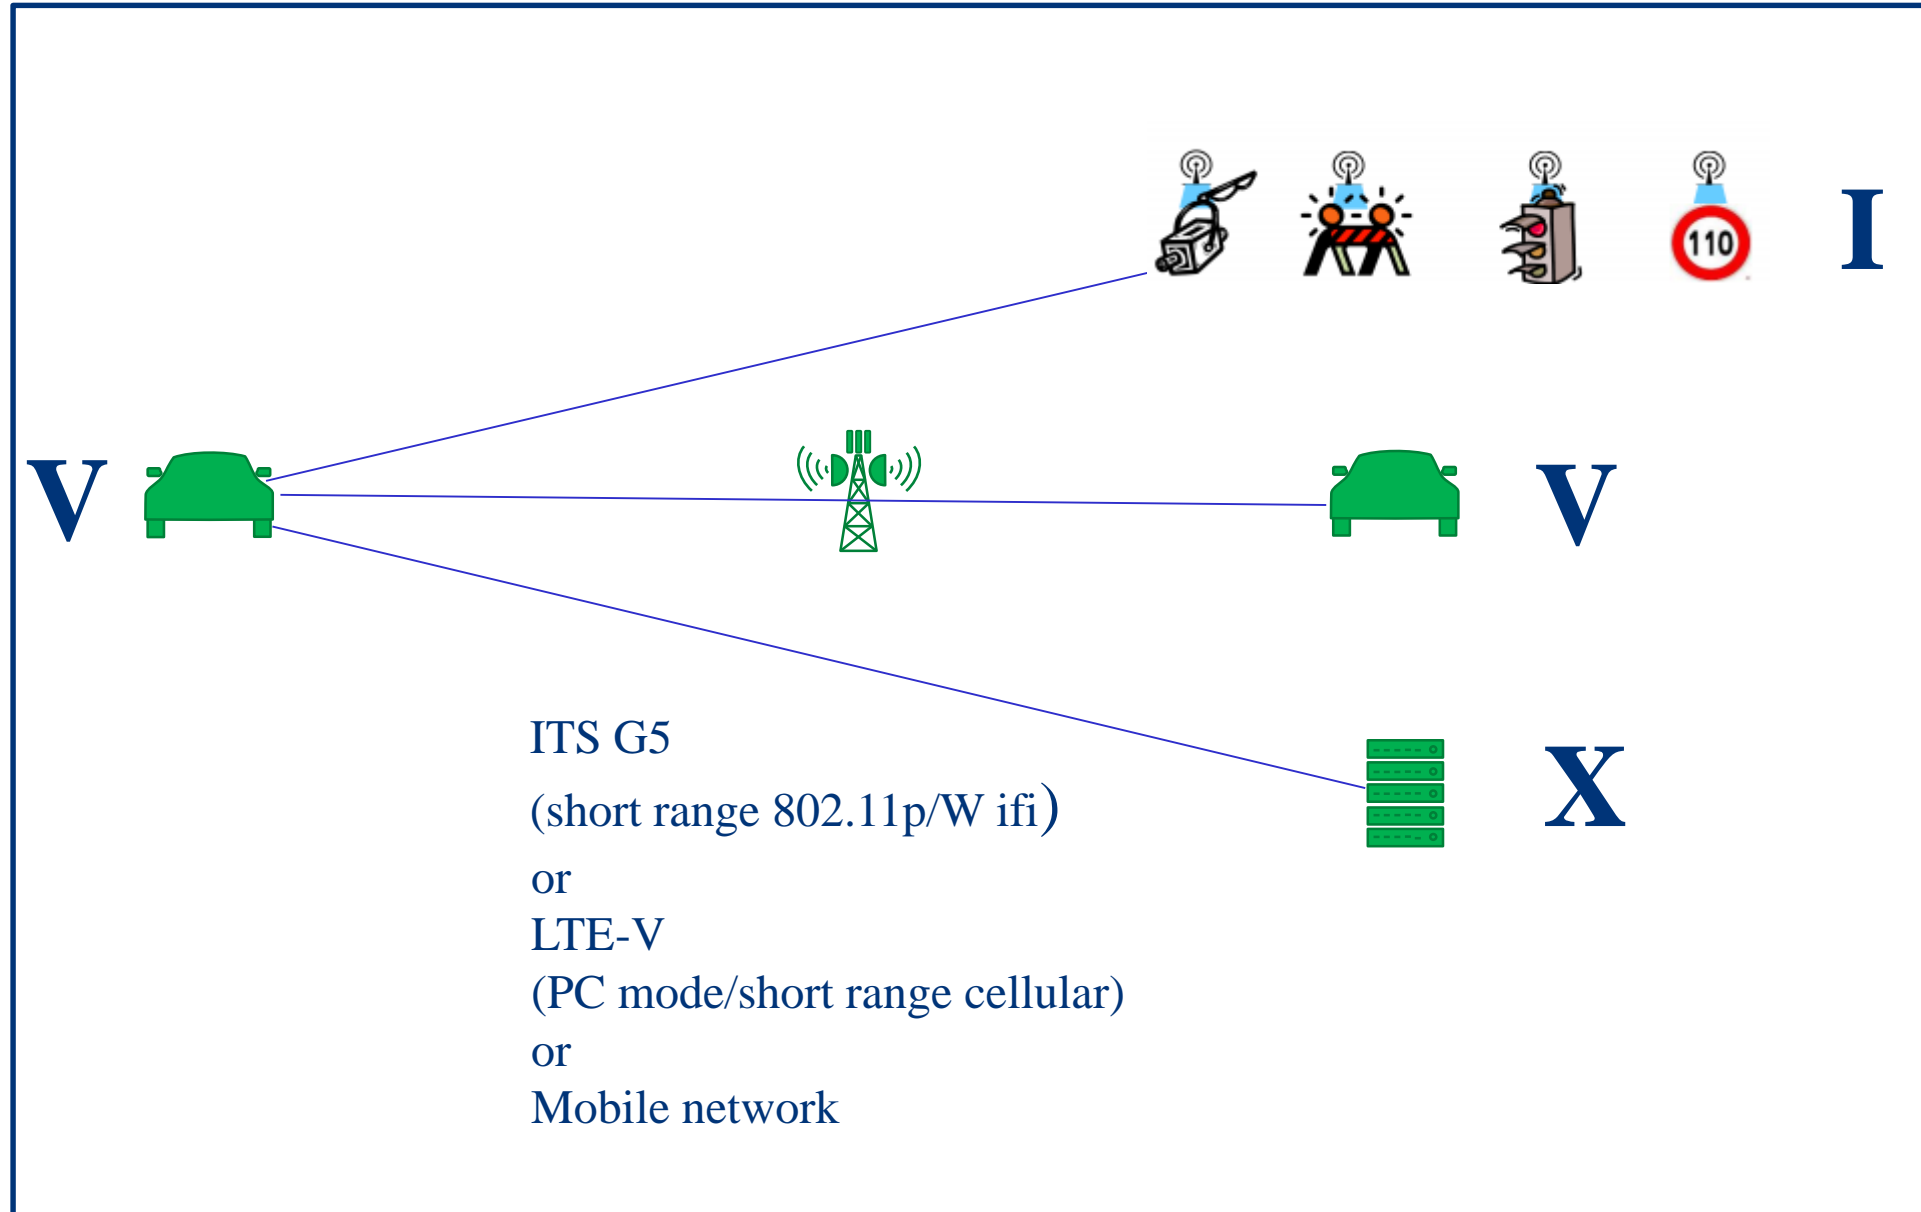 110
I
V
V
X
ITS G5
(short range 802.11p/W ifi)
or
LTE-V
(PC mode/short range cellular)
or
Mobile network